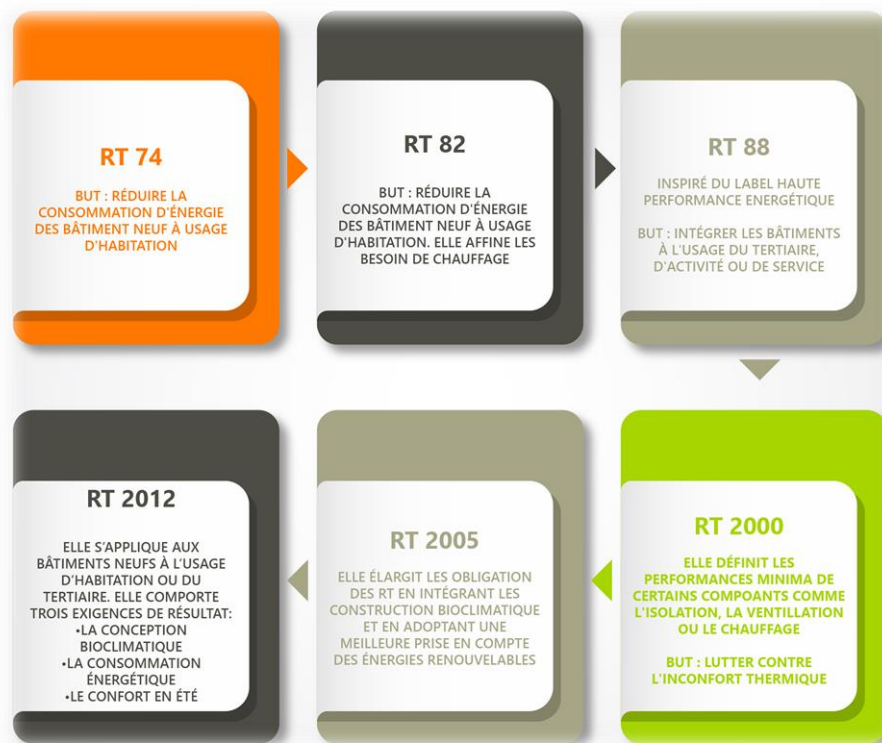 RT 74
BUT : RÉDUIRE LA
CONSOMMATION D'ÉNERGIE
DES BÂTIMENT NEUF À USAGE
D'HABITATION
RT 82
BUT : RÉDUIRE LA
CONSOMMATION D'ÉNERGIE
DES BÂTIMENT NEUF À USAGE
D'HABITATION. ELLE AFFINE LES
BESOIN DE CHAUFFAGE
RT 88
INSPIRÉ DU LABEL HAUTE
PERFORMANCE ENERGÉTIQUE
BUT : INTÉGRER LES BÂTIMENTS
À L'USAGE DU TERTIAIRE,
D'ACTIVITÉ OU DE SERVICE
RT 2000
ELLE DÉFINIT LES
PERFORMANCES MINIMA DE
CERTAINS COMPOANTS COMME
L'ISOLATION, LA VENTILLATION
OU LE CHAUFFAGE
BUT : LUTTER CONTRE
L'INCONFORT THERMIQUE
RT 2005
ELLE ÉLARGIT LES OBLIGATION
DES RT EN INTÉGRANT LES
CONSTRUCTION BIOCLIMATIQUE
ET EN ADOPTANT UNE
MEILLEURE PRISE EN COMPTE
DES ÉNERGIES RENOUVELABLES
RT 2012
ELLE S'APPLIQUE AUX
BÂTIMENTS NEUFS À L'USAGE
D'HABITATION OU DU
TERTIAIRE. ELLE COMPORTE
TROIS EXIGENCES DE RÉSULTAT:
•LA CONCEPTION
BIOCLIMATIQUE
•LA CONSOMMATION
ÉNERGÉTIQUE
•LE CONFORT EN ÉTÉ